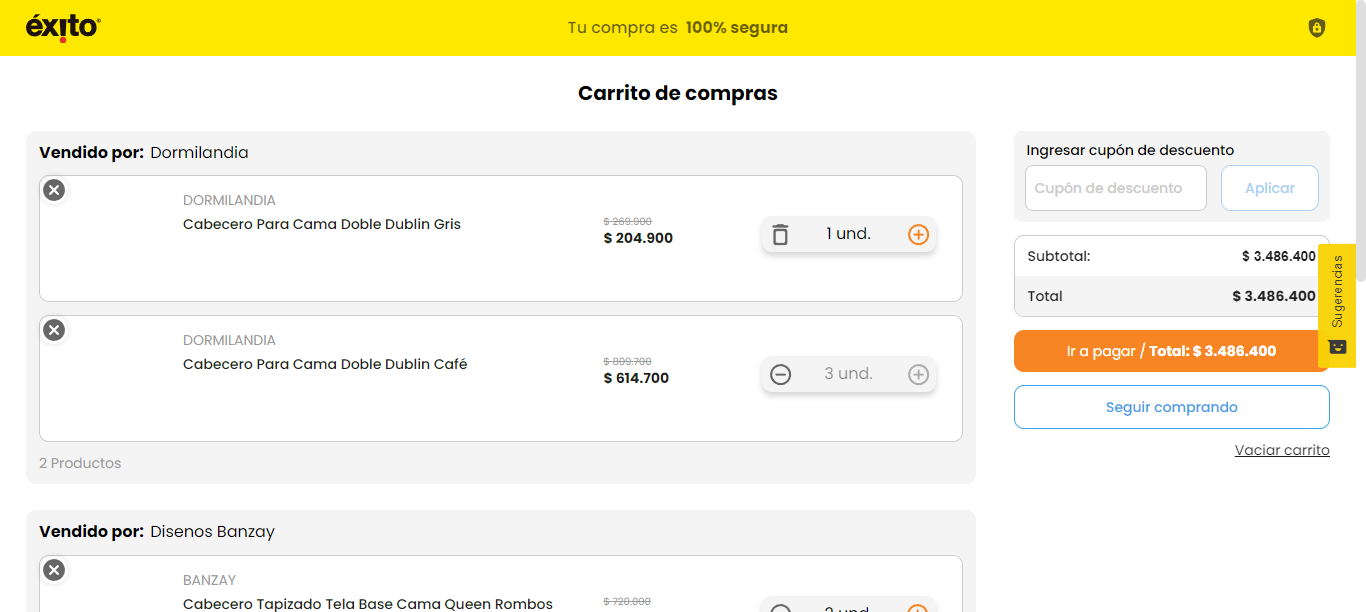 éxito
Tu compra es 100% segura
Carrito de compras
Vendido por: Dormilandia
DORMILANDIA
Cabecero Para Cama Doble Dublin Gris
$ 269.900
$ 204.900
1 und.
DORMILANDIA
Cabecero Para Cama Doble Dublin Café
$ 809.700
$ 614.700
3 und.
2 Productos
Vendido por: Disenos Banzay
BANZAY
Cabecero Tapizado Tela Base Cama Queen Rombos
$ 720.000
2 und.
Ingresar cupón de descuento
Cupón de descuento
Aplicar
Subtotal:
$ 3.486.400
Total
$ 3.486.400
Ir a pagar / Total: $ 3.486.400
Seguir comprando
Vaciar carrito
Sugerencias